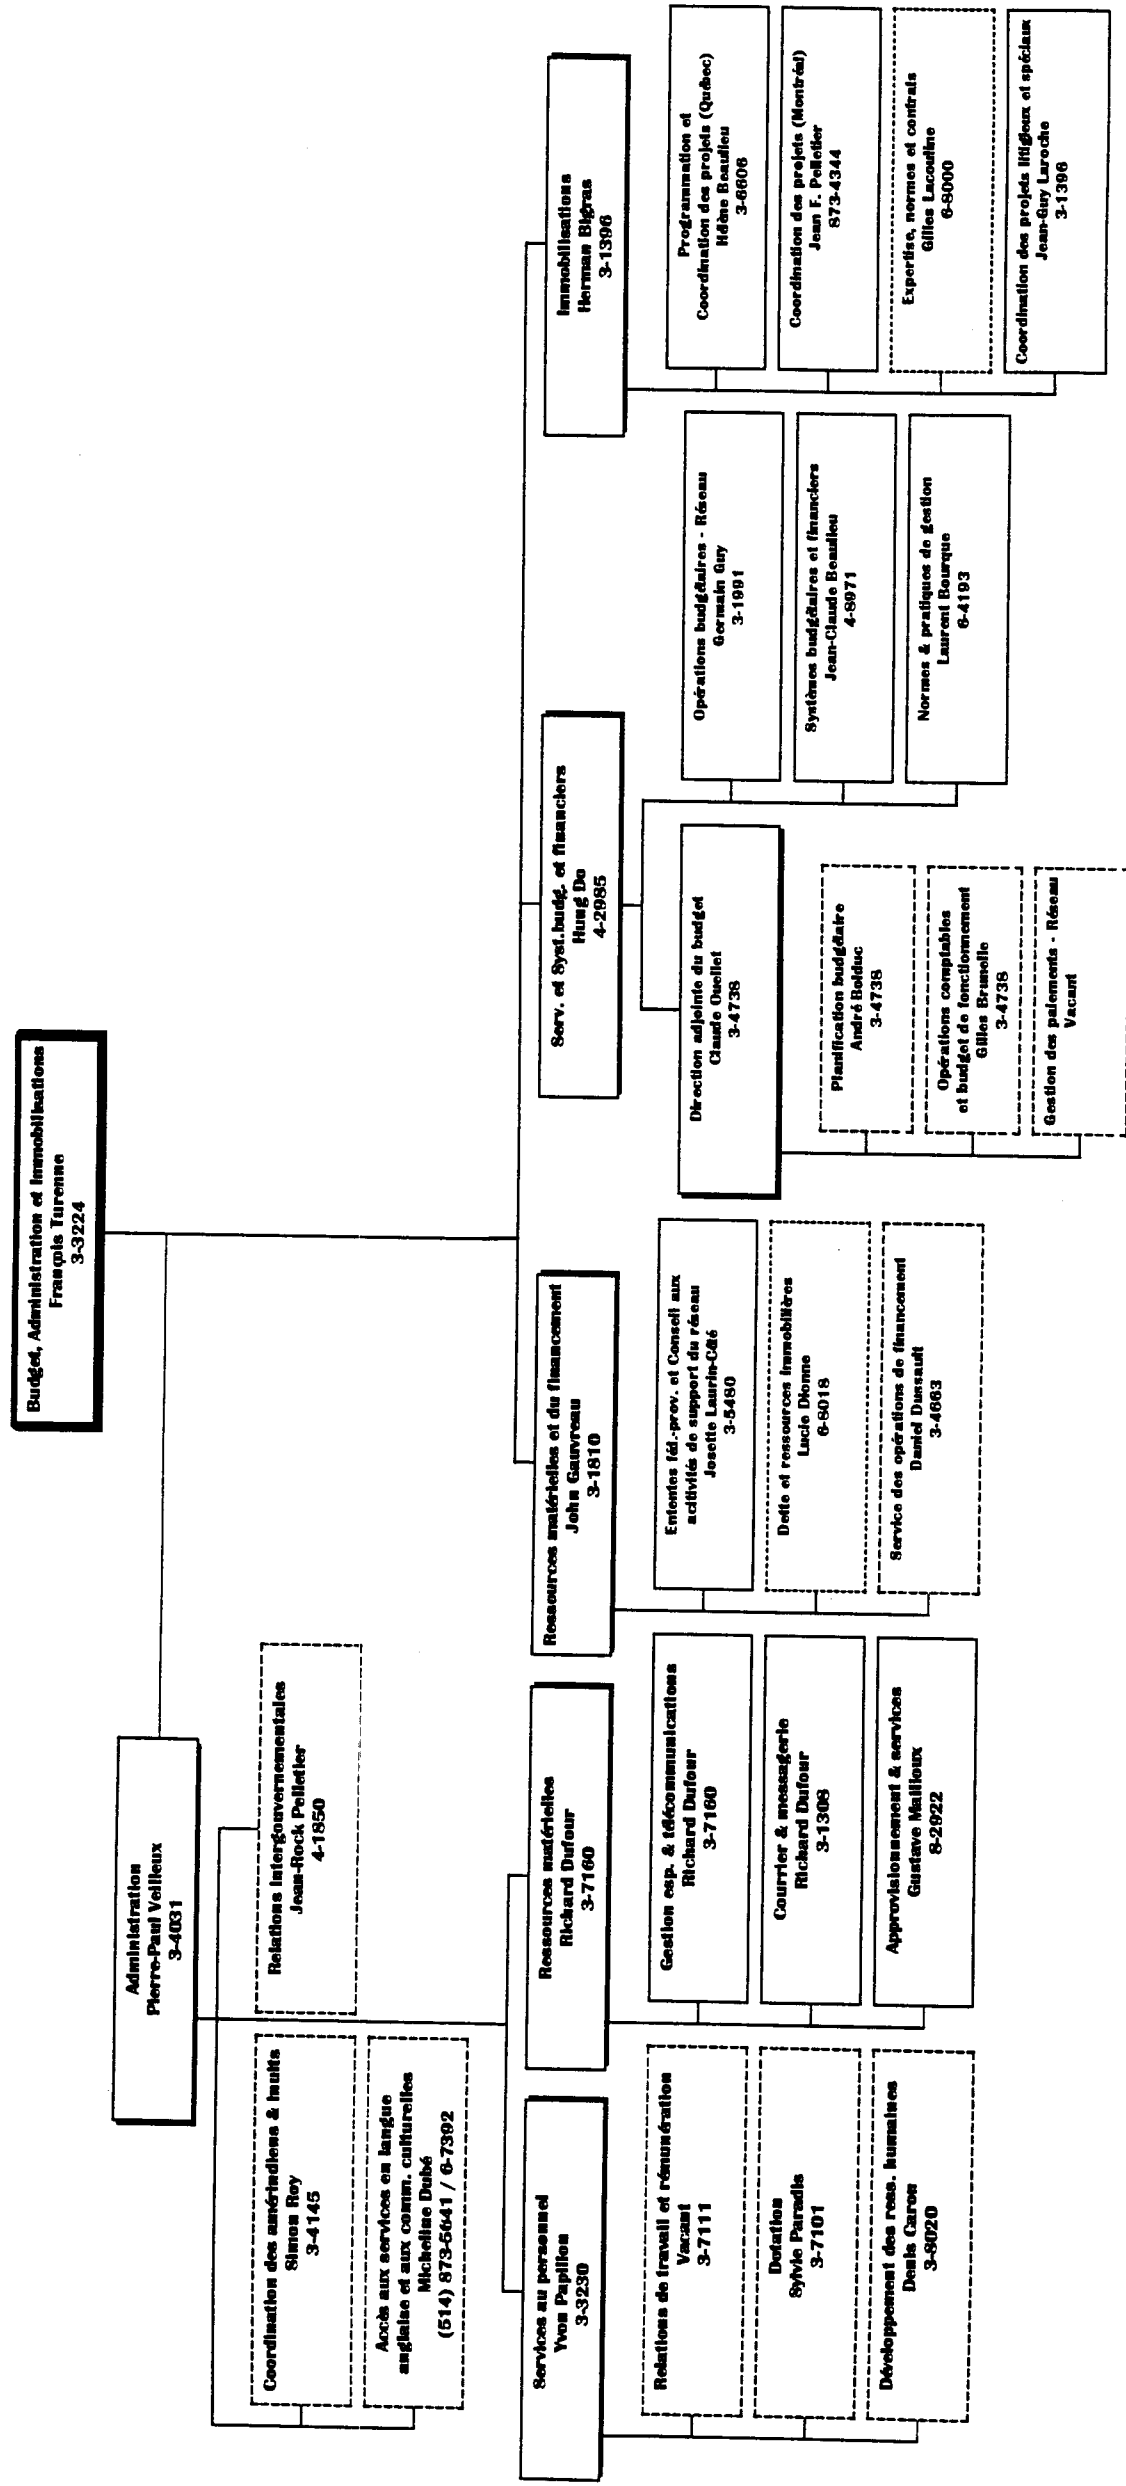 Budget, Administration et Immobilisations
François Turenne
3-3224
Administration
Pierre-Paul Veilleux
3-4031
Coordination des amérindiens & Inuits
Simon Roy
3-4145
Accès aux services en langue
anglaise et aux comm. culturelles
Micheline Dubé
(514) 873-5641 / 6-7392
Relations intergouvernementales
Jean-Rock Pelletier
4-1850
Services au personnel
Yvon Papillon
3-3230
Relations de travail et rémunération
Vacant
3-7111
Dotation
Sylvie Paradis
3-7101
Développement des ress. humaines
Denis Caron
3-8020
Ressources matérielles
Richard Dufour
3-7160
Gestion esp. & télécommunications
Richard Dufour
3-7160
Courrier & messagerie
Richard Dufour
3-1308
Approvisionnement & services
Gustave Mailloux
8-2922
Ressources matérielles et du financement
John Gauvreau
3-1810
Ententes féd.-prov. et Conseil aux
acitivités de support du réseau
Josette Laurin-Côté
3-5480
Dette et ressources immobilières
Lucie Dionne
6-8018
Service des opérations de financement
Daniel Dussault
3-4663
Serv. et Syst.budg. et financiers
Hung Do
4-2985
Direction adjointe du budget
Claude Ouellet
3-4738
Planification budgétaire
André Bolduc
3-4738
Opérations comptables
et budget de fonctionnement
Gilles Brunelle
3-4738
Gestion des paiements - Réseau
Vacant
Opérations budgétaires - Réseau
Germain Guy
3-1991
Systèmes budgétaires et financiers
Jean-Claude Beaulieu
4-8971
Normes & pratiques de gestion
Laurent Bourque
6-4193
Immobilisations
Herman Bigras
3-1396
Programmation et
Coordination des projets (Québec)
Hélène Beaulieu
3-6606
Coordination des projets (Montréal)
Jean F. Pelletier
873-4344
Expertise, normes et contrats
Gilles Lacouline
6-8000
Coordination des projets litigieux et spéciaux
Jean-Guy Laroche
3-1396